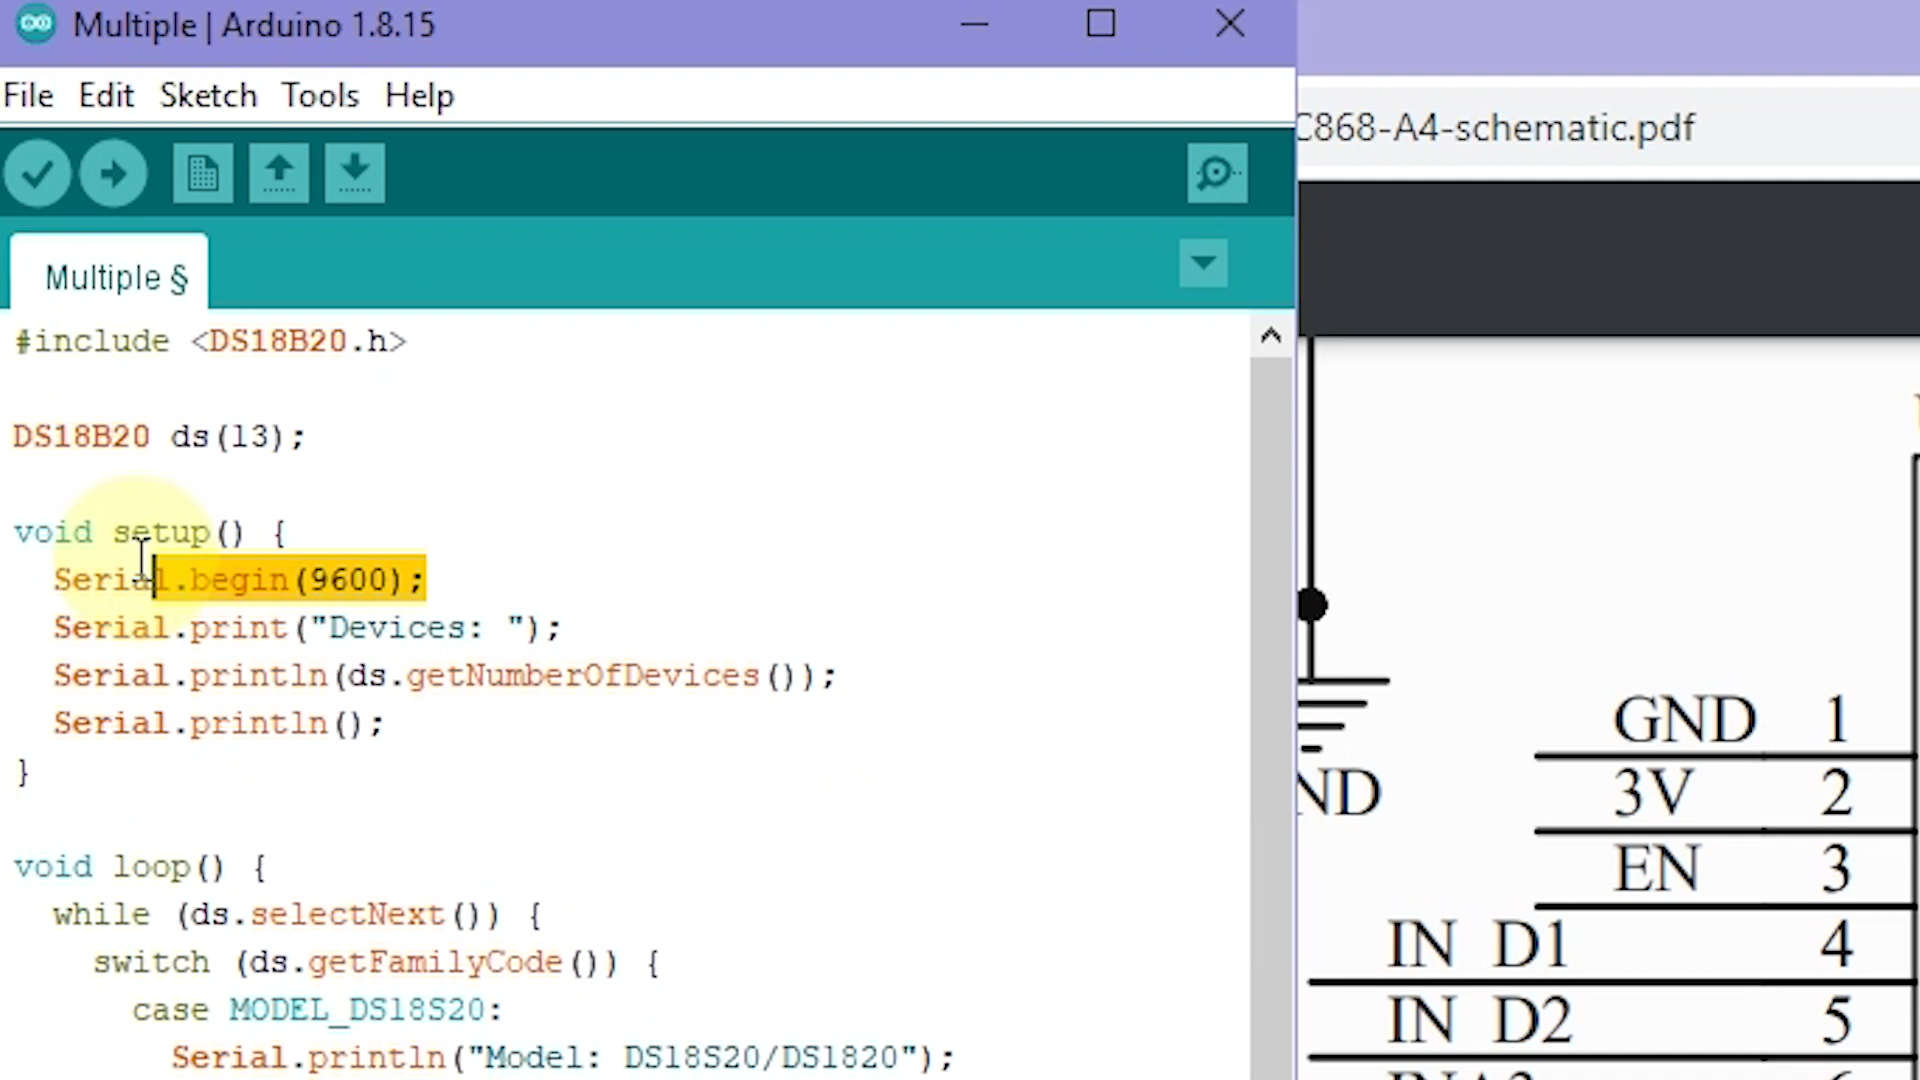 Multiple | Arduino 1.8.15
File Edit Sketch Tools Help
Multiple §
#include <DS18B20.h>
DS18B20 ds(13);
void setup() {
Serial.begin(9600);
Serial.print("Devices: ");
Serial.println(ds.getNumberOfDevices());
Serial.println();
}
void loop() {
while (ds.selectNext()) {
switch (ds.getFamilyCode()) {
case MODEL_DS18S20:
Serial.println("Model: DS18S20/DS1820");
C868-A4-schematic.pdf
ND
GND 1
3V 2
EN 3
IN D1 4
IN D2 5